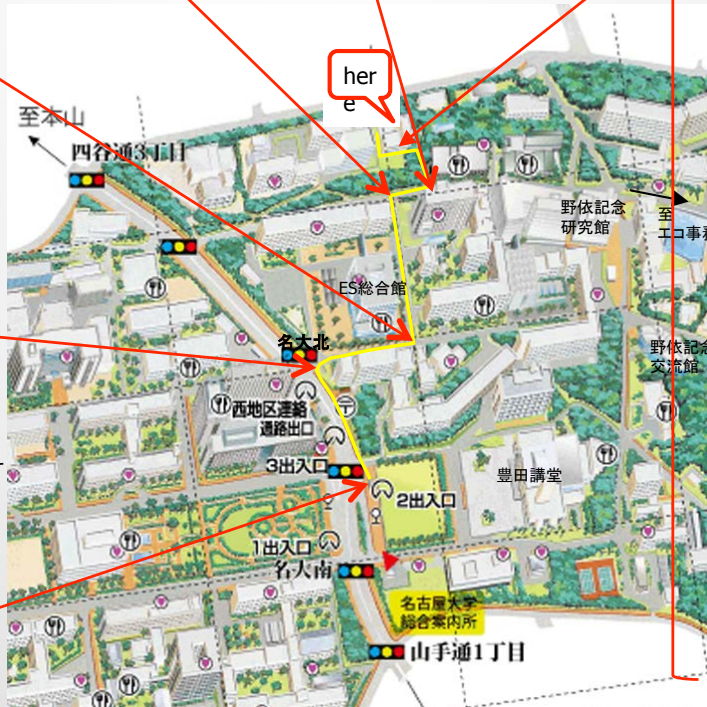 her
e
至本山
四谷通3丁目
野依記念
研究館
至
エコ事務
ES総合館
名大北
野依記念
交流館
西地区連絡
通路出口
3出入口
豊田講堂
2出入口
1出入口
名大南
名古屋大学
総合案内所
山手通1丁目